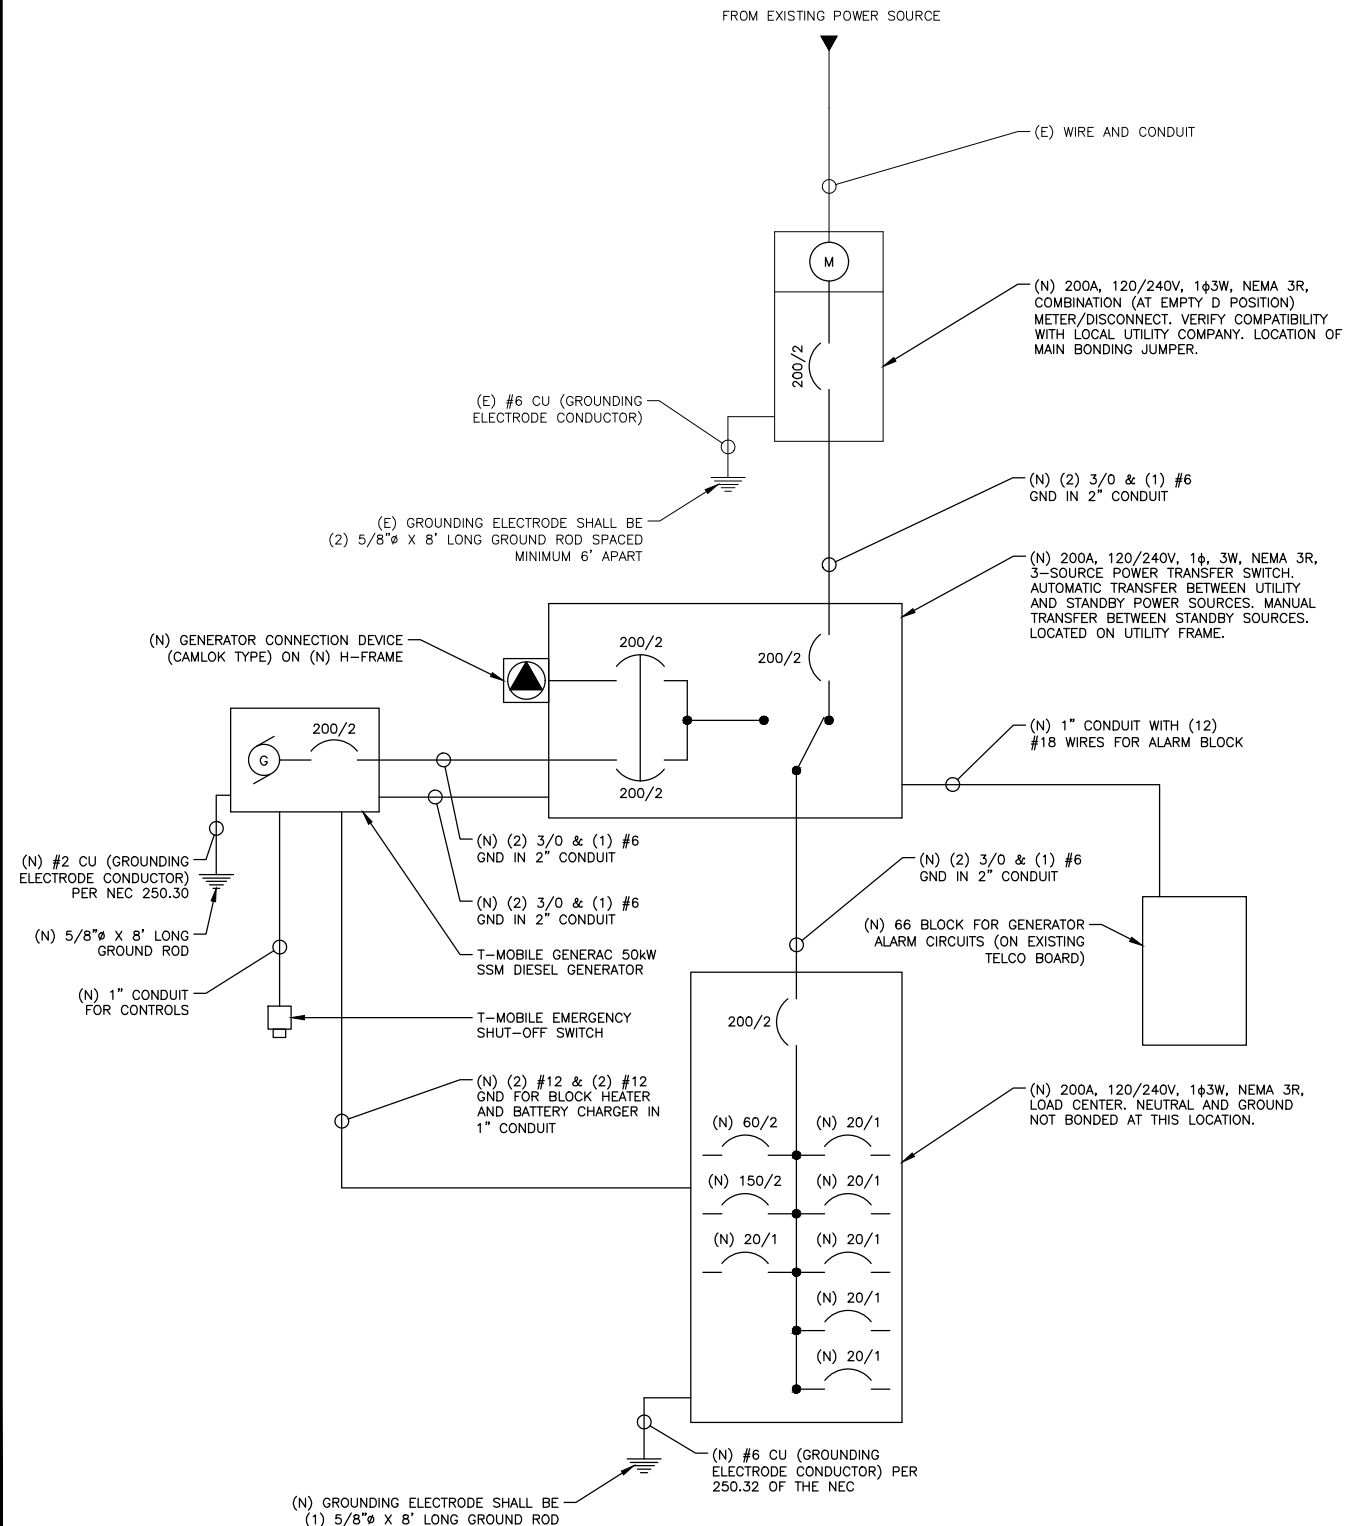 FROM EXISTING POWER SOURCE
(E) WIRE AND CONDUIT
M
(N) 200A, 120/240V, 1ϕ3W, NEMA 3R,
COMBINATION (AT EMPTY D POSITION)
METER/DISCONNECT. VERIFY COMPATIBILITY
WITH LOCAL UTILITY COMPANY. LOCATION OF
MAIN BONDING JUMPER.
200/2
(E) #6 CU (GROUNDING
ELECTRODE CONDUCTOR)
(N) (2) 3/0 & (1) #6
GND IN 2" CONDUIT
(E) GROUNDING ELECTRODE SHALL BE
(2) 5/8"ø X 8' LONG GROUND ROD SPACED
MINIMUM 6' APART
(N) 200A, 120/240V, 1ϕ, 3W, NEMA 3R,
3-SOURCE POWER TRANSFER SWITCH.
AUTOMATIC TRANSFER BETWEEN UTILITY
AND STANDBY POWER SOURCES. MANUAL
TRANSFER BETWEEN STANDBY SOURCES.
LOCATED ON UTILITY FRAME.
(N) GENERATOR CONNECTION DEVICE
(CAMLOK TYPE) ON (N) H-FRAME
200/2
200/2
200/2
G
200/2
(N) 1" CONDUIT WITH (12)
#18 WIRES FOR ALARM BLOCK
(N) (2) 3/0 & (1) #6
GND IN 2" CONDUIT
(N) #2 CU (GROUNDING
ELECTRODE CONDUCTOR)
PER NEC 250.30
(N) (2) 3/0 & (1) #6
GND IN 2" CONDUIT
(N) (2) 3/0 & (1) #6
GND IN 2" CONDUIT
(N) 66 BLOCK FOR GENERATOR
ALARM CIRCUITS (ON EXISTING
TELCO BOARD)
(N) 5/8"ø X 8' LONG
GROUND ROD
T-MOBILE GENERAC 50kW
SSM DIESEL GENERATOR
(N) 1" CONDUIT
FOR CONTROLS
T-MOBILE EMERGENCY
SHUT-OFF SWITCH
200/2
(N) (2) #12 & (2) #12
GND FOR BLOCK HEATER
AND BATTERY CHARGER IN
1" CONDUIT
(N) 200A, 120/240V, 1ϕ3W, NEMA 3R,
LOAD CENTER. NEUTRAL AND GROUND
NOT BONDED AT THIS LOCATION.
(N) 60/2
(N) 20/1
(N) 150/2
(N) 20/1
(N) 20/1
(N) 20/1
(N) 20/1
(N) 20/1
(N) #6 CU (GROUNDING
ELECTRODE CONDUCTOR) PER
250.32 OF THE NEC
(N) GROUNDING ELECTRODE SHALL BE
(1) 5/8"ø X 8' LONG GROUND ROD